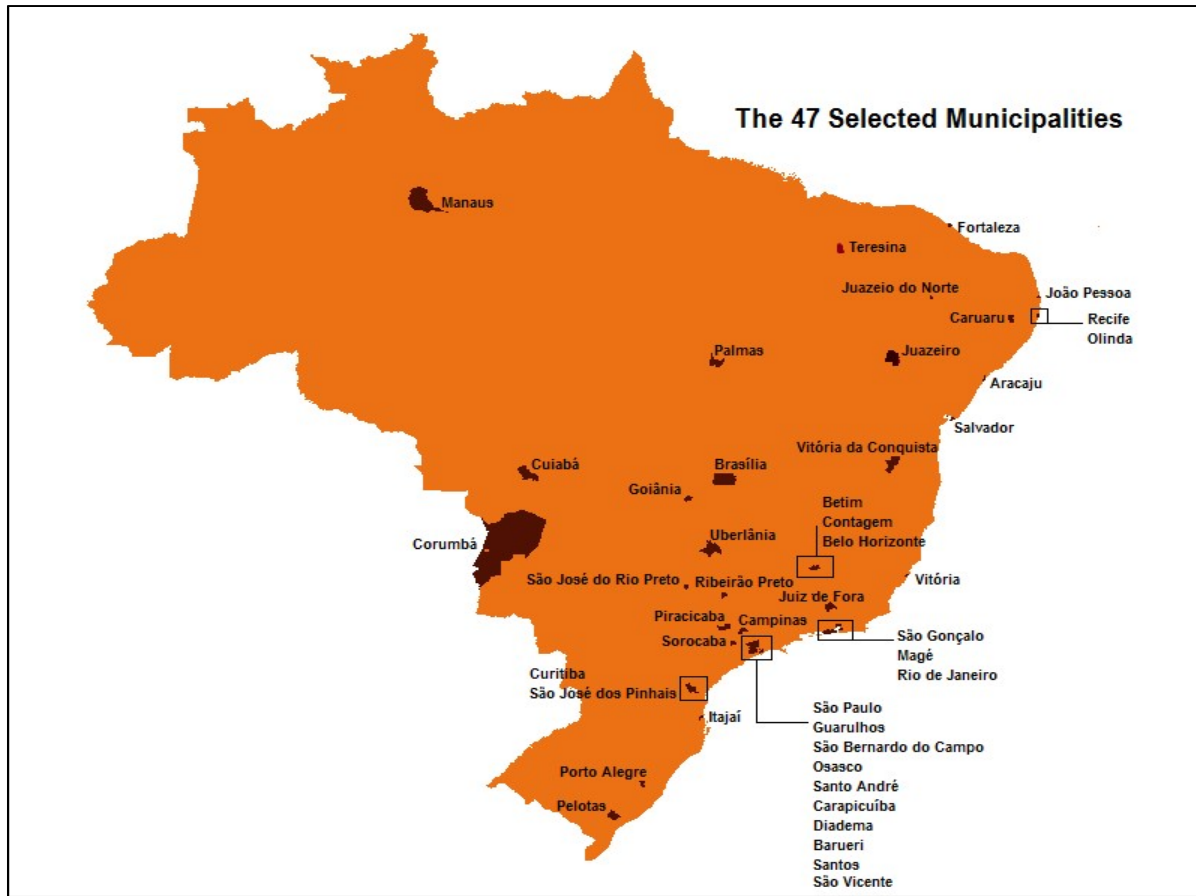 The 47 Selected Municipalities
Manaus
Fortaleza
Teresina
Juazeio do Norte
João Pessoa
Caruaru
Recife
Olinda
Palmas
Juazeiro
Aracaju
Salvador
Vitória da Conquista
Cuiabá
Brasília
Goiânia
Betim
Contagem
Belo Horizonte
Corumbá
Uberlânia
São José do Rio Preto
Ribeirão Preto
Vitória
Juiz de Fora
Piracicaba
Campinas
Sorocaba
São Gonçalo
Magé
Rio de Janeiro
Curitiba
São José dos Pinhais
Itajaí
São Paulo
Guarulhos
São Bernardo do Campo
Osasco
Santo André
Carapicuíba
Diadema
Barueri
Santos
São Vicente
Porto Alegre
Pelotas